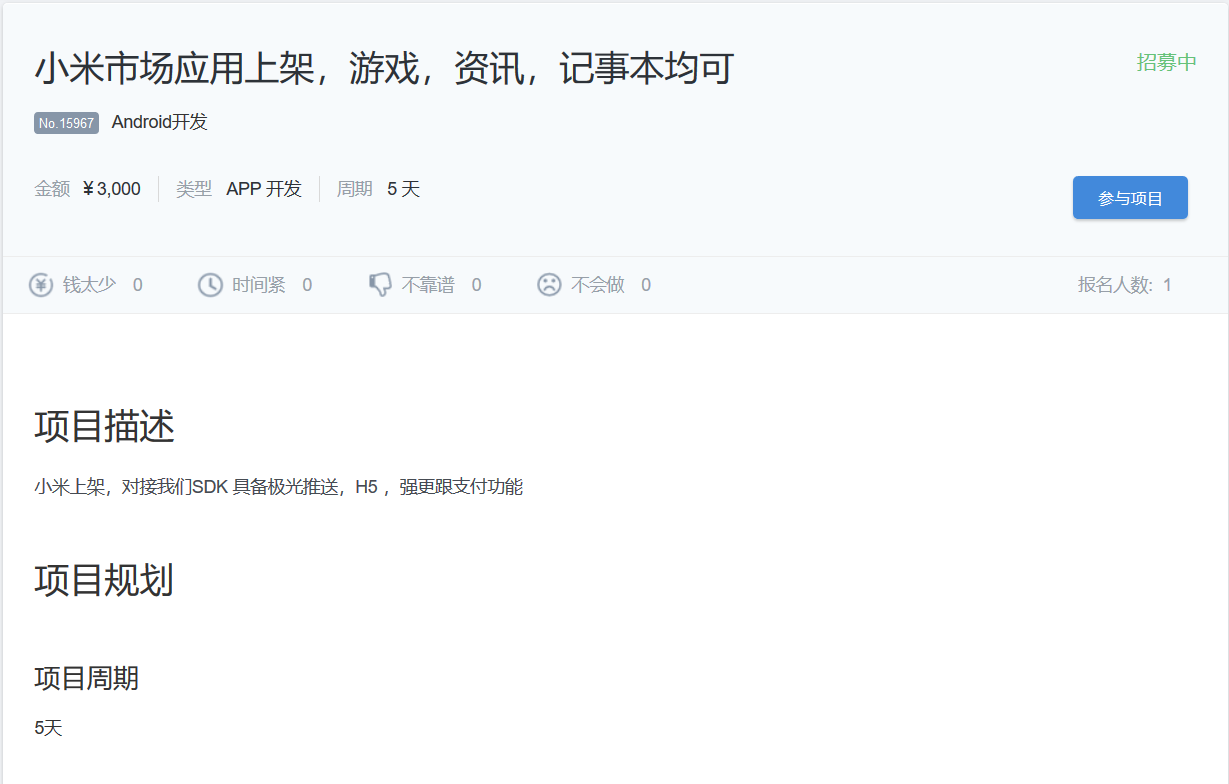 小米市场应用上架，游戏，资讯，记事本均可
招募中
No.15967 Android开发
金额 ¥3,000 类型 APP 开发 周期 5 天
参与项目
钱太少 0 时间紧 0 不靠谱 0 不会做 0 报名人数: 1
项目描述
小米上架，对接我们SDK 具备极光推送，H5 ，强更跟支付功能
项目规划
项目周期
5天